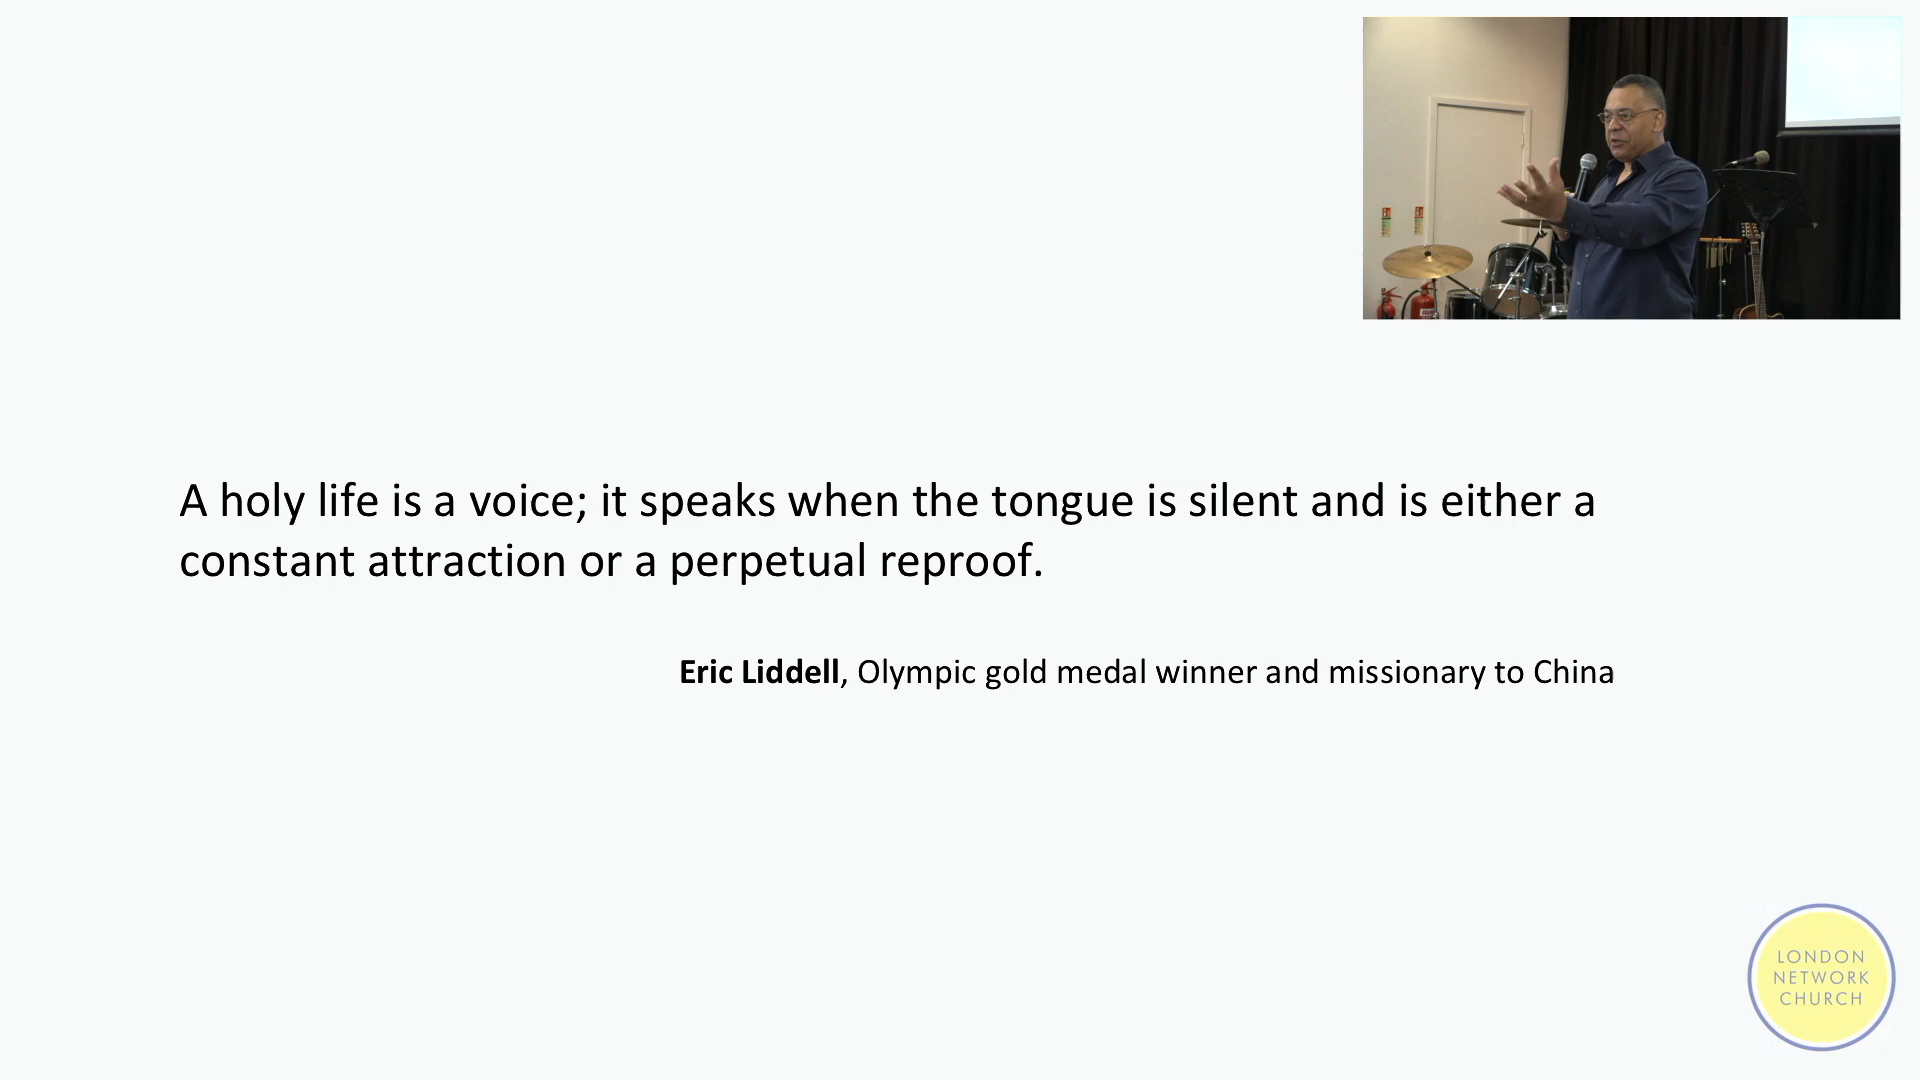 A holy life is a voice; it speaks when the tongue is silent and is either a
constant attraction or a perpetual reproof.
Eric Liddell, Olympic gold medal winner and missionary to China
LONDON
NETWORK
CHURCH